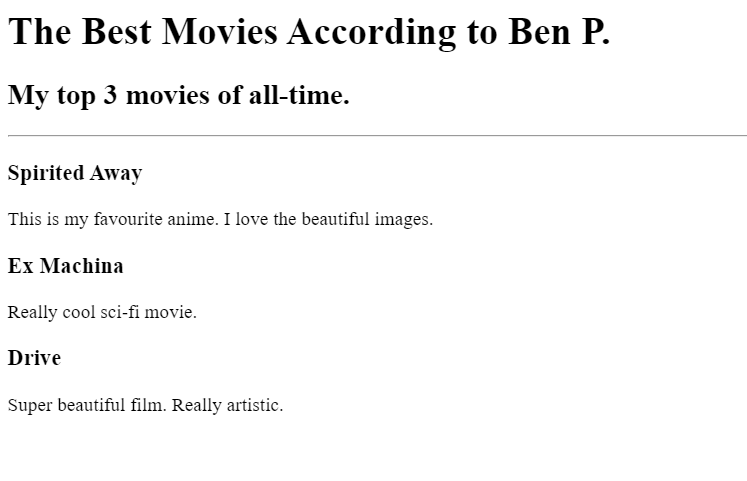 The Best Movies According to Ben P.
My top 3 movies of all-time.
Spirited Away
This is my favourite anime. I love the beautiful images.
Ex Machina
Really cool sci-fi movie.
Drive
Super beautiful film. Really artistic.